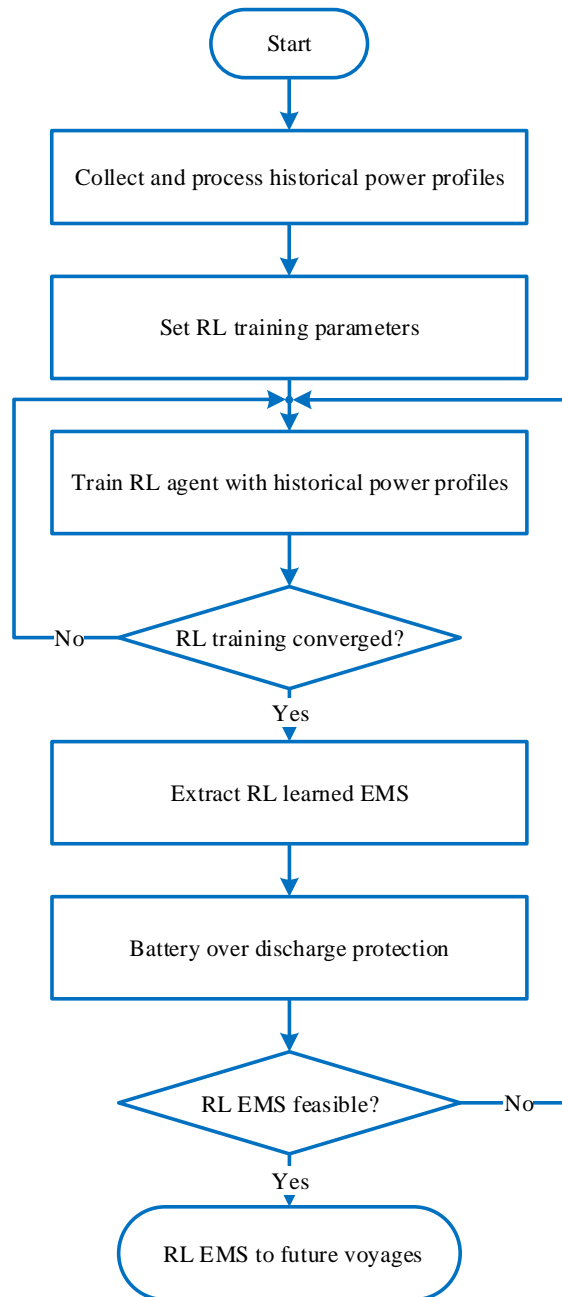 Start
Collect and process historical power profiles
Set RL training parameters
Train RL agent with historical power profiles
RL training converged?
No
Yes
Extract RL learned EMS
Battery over discharge protection
RL EMS feasible?
No
Yes
RL EMS to future voyages